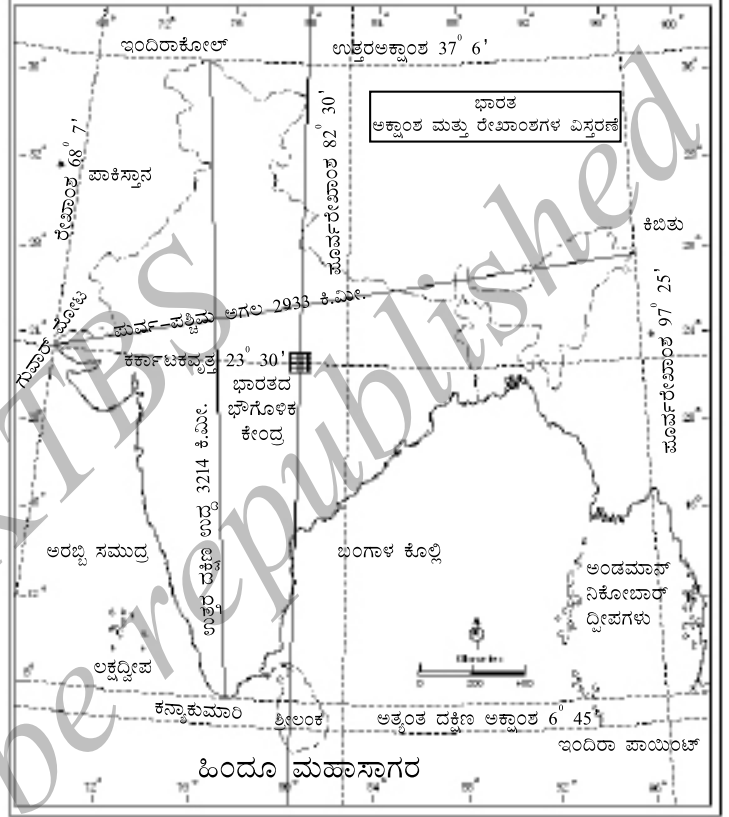 ಇಂದಿರಾಕೋಲ್
ಉತ್ತರಅಕ್ಷಾಂಶ 37° 6'
ಭಾರತ
ಅಕ್ಷಾಂಶ ಮತ್ತು ರೇಖಾಂಶಗಳ ವಿಸ್ತರಣೆ
ರೇಖಾಂಶ 68° 7'
ಪೂರ್ವರೇಖಾಂಶ 82° 30'
ಪಾಕಿಸ್ತಾನ
ಕಿಬಿತು
ಪೂರ್ವ-ಪಶ್ಚಿಮ ಅಗಲ 2933 ಕಿ.ಮೀ.
ಗುವಾರ್ ಮೋಟ
ಪೂರ್ವರೇಖಾಂಶ 97° 25'
ಕರ್ಕಾಟಕವೃತ್ತ 23° 30'
ಭಾರತದ
ಭೌಗೊಳಿಕ
ಕೇಂದ್ರ
ಉತ್ತರ ದಕ್ಷಿಣ ಉದ್ದ 3214 ಕಿ.ಮೀ.
ಅರಬ್ಬಿ ಸಮುದ್ರ
ಬಂಗಾಳ ಕೊಲ್ಲಿ
ಅಂಡಮಾನ್
ನಿಕೋಬಾರ್
ದ್ವೀಪಗಳು
ಲಕ್ಷದ್ವೀಪ
ಕನ್ಯಾಕುಮಾರಿ
ಶ್ರೀಲಂಕ
ಅತ್ಯಂತ ದಕ್ಷಿಣ ಅಕ್ಷಾಂಶ 6° 45'
ಇಂದಿರಾ ಪಾಯಿಂಟ್
ಹಿಂದೂ ಮಹಾಸಾಗರ
KTBS
be republished